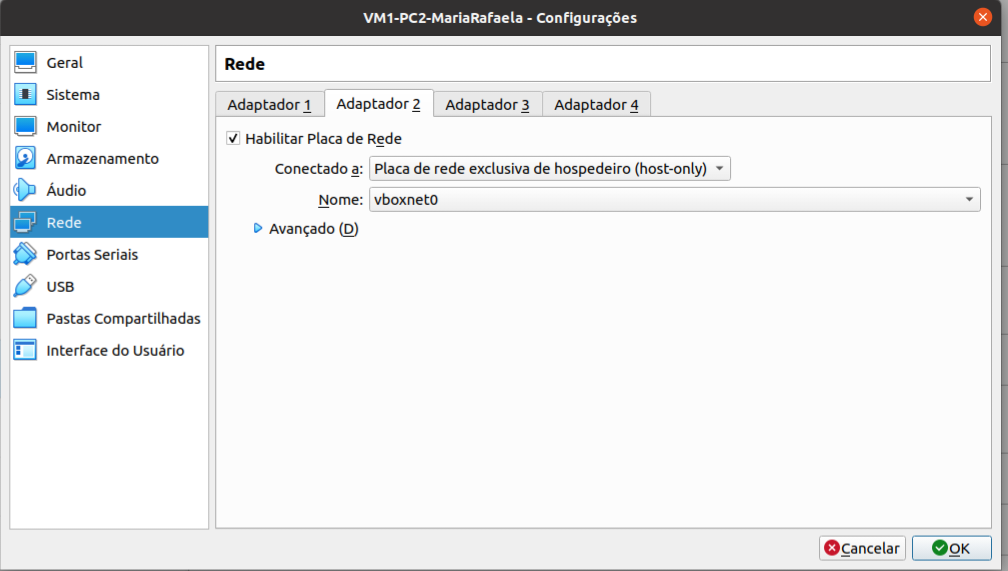 VM1-PC2-MariaRafaela - Configurações
Geral
Sistema
Monitor
Armazenamento
Áudio
Rede
Portas Seriais
USB
Pastas Compartilhadas
Interface do Usuário
Rede
Adaptador 1 Adaptador 2 Adaptador 3 Adaptador 4
Habilitar Placa de Rede
Conectado a: Placa de rede exclusiva de hospedeiro (host-only)
Nome: vboxnet0
Avançado (D)
Cancelar OK